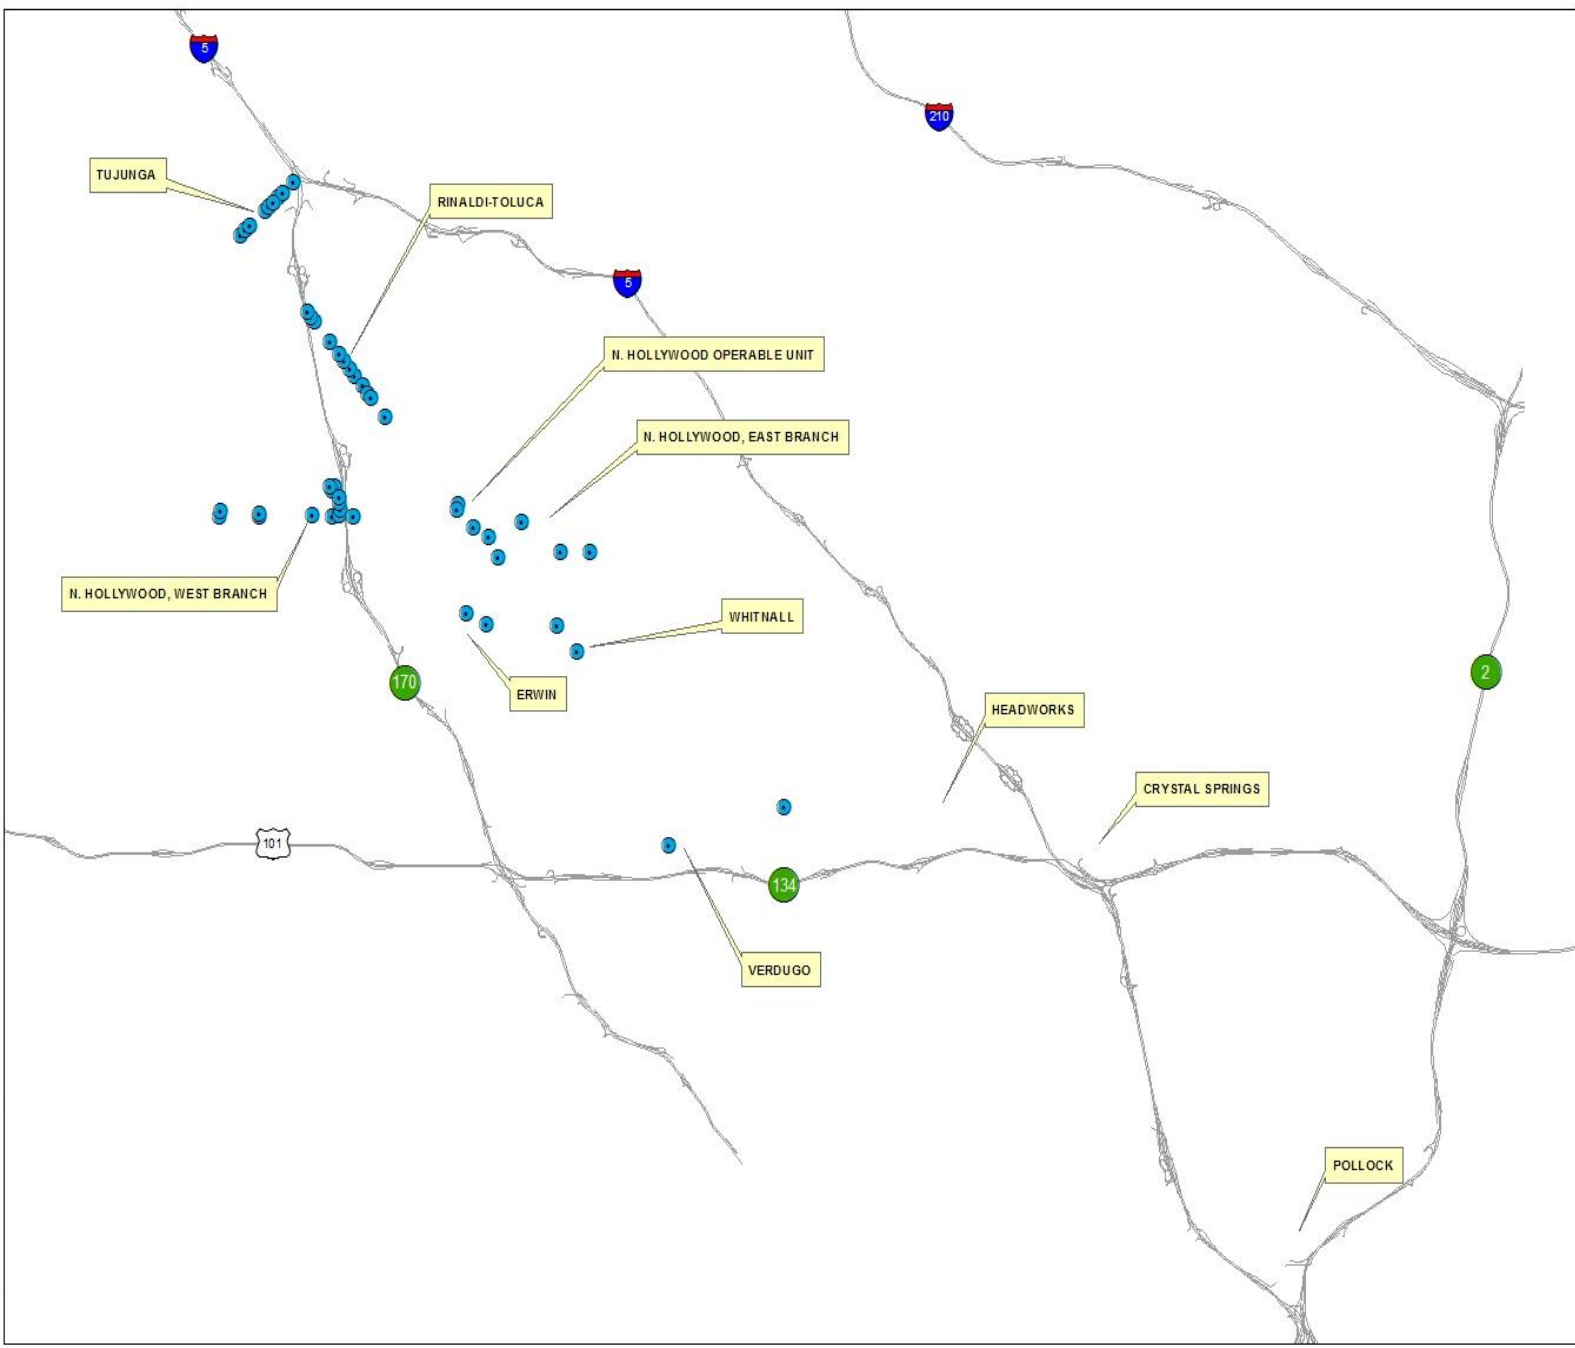 5
210
TUJUNGA
RINALDI-TOLUCA
5
N. HOLLYWOOD OPERABLE UNIT
N. HOLLYWOOD, EAST BRANCH
N. HOLLYWOOD, WEST BRANCH
WHITNALL
170
2
ERWIN
HEADWORKS
CRYSTAL SPRINGS
101
134
VERDUGO
POLLOCK